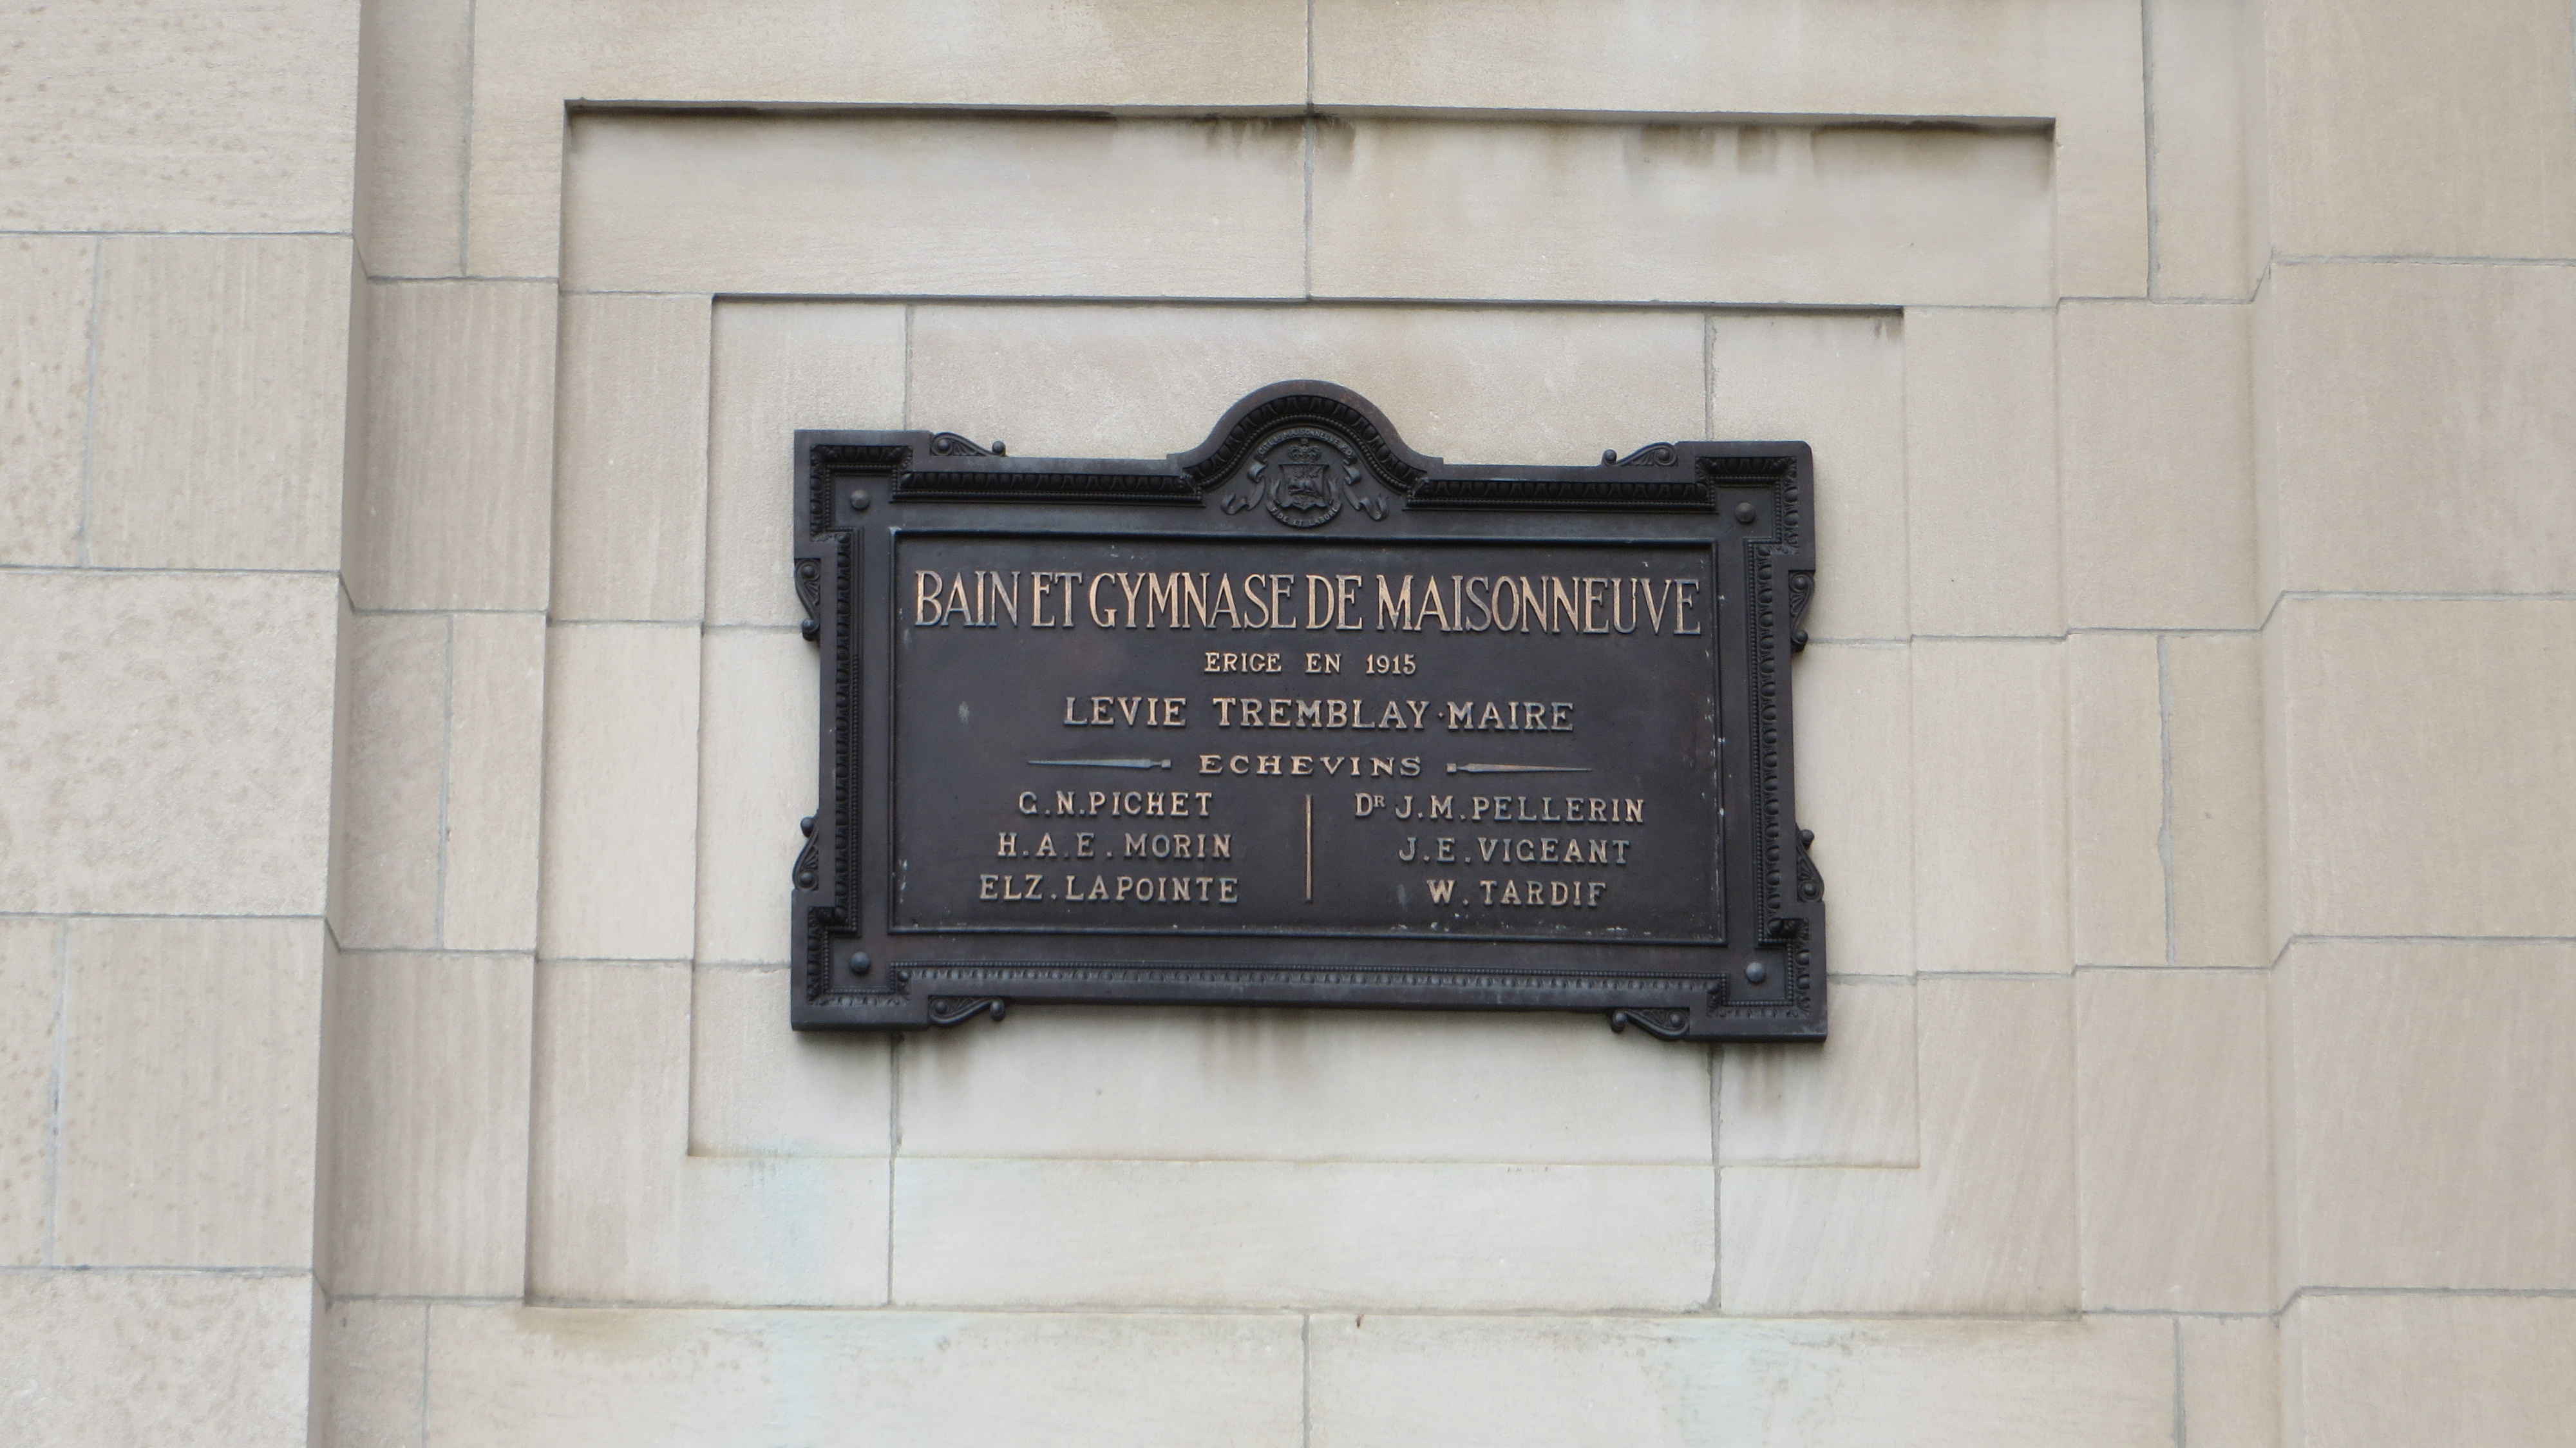 BAIN ET GYMNASE DE MAISONNEUVE
ERIGE EN 1915
LEVIE TREMBLAY·MAIRE
ECHEVINS
G.N.PICHET
H.A.E.MORIN
ELZ.LAPOINTE
DR J.M.PELLERIN
J.E.VIGEANT
W.TARDIF